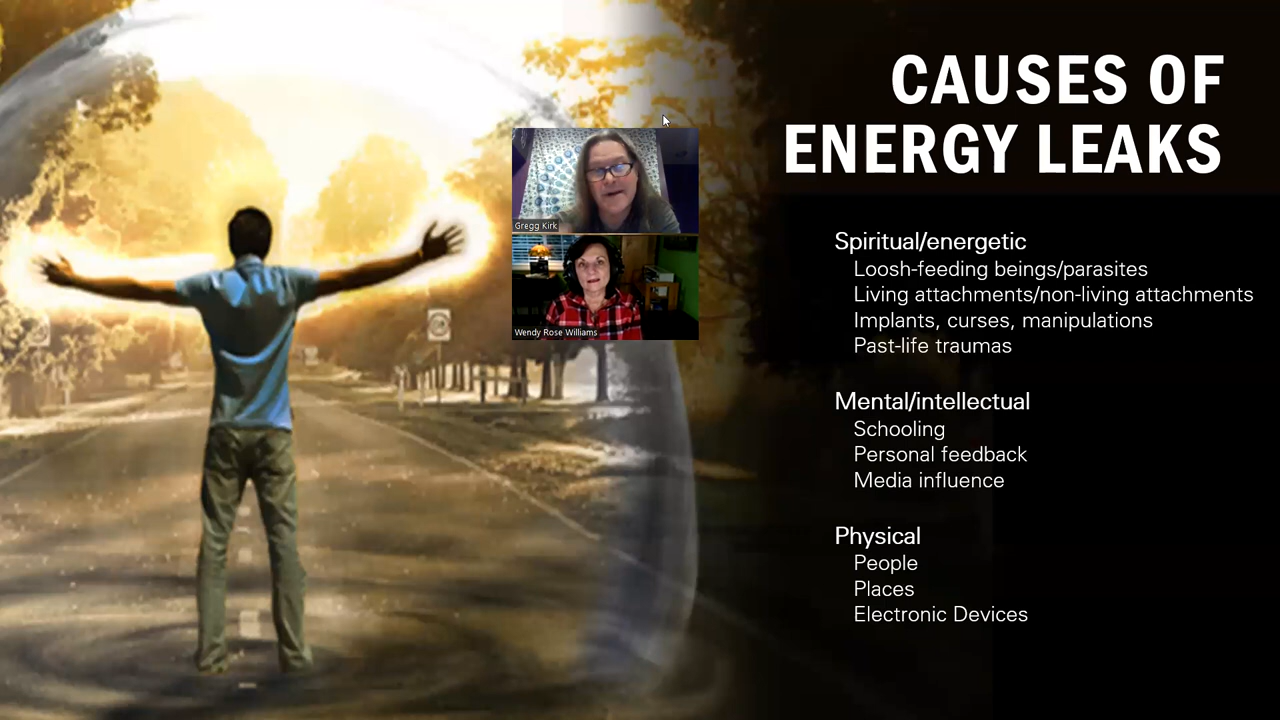 CAUSES OF
ENERGY LEAKS
Gregg Kirk
Wendy Rose Williams
Spiritual/energetic
Loosh-feeding beings/parasites
Living attachments/non-living attachments
Implants, curses, manipulations
Past-life traumas
Mental/intellectual
Schooling
Personal feedback
Media influence
Physical
People
Places
Electronic Devices